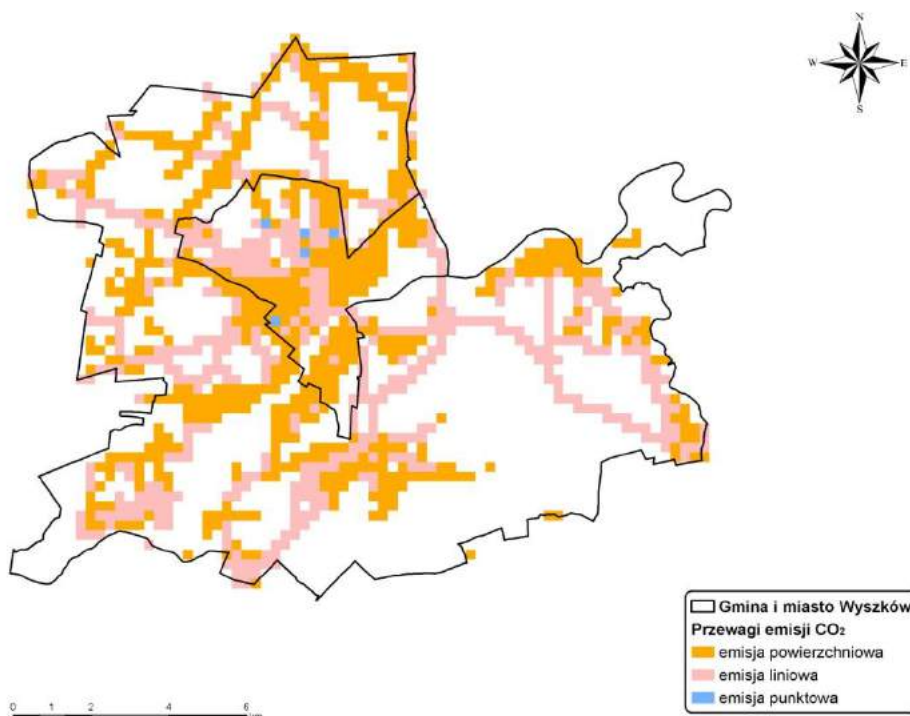 N
W E
S
Gmina i miasto Wyszków
Przewagi emisji CO₂
emisja powierzchniowa
emisja liniowa
emisja punktowa
0 1 2 4 6